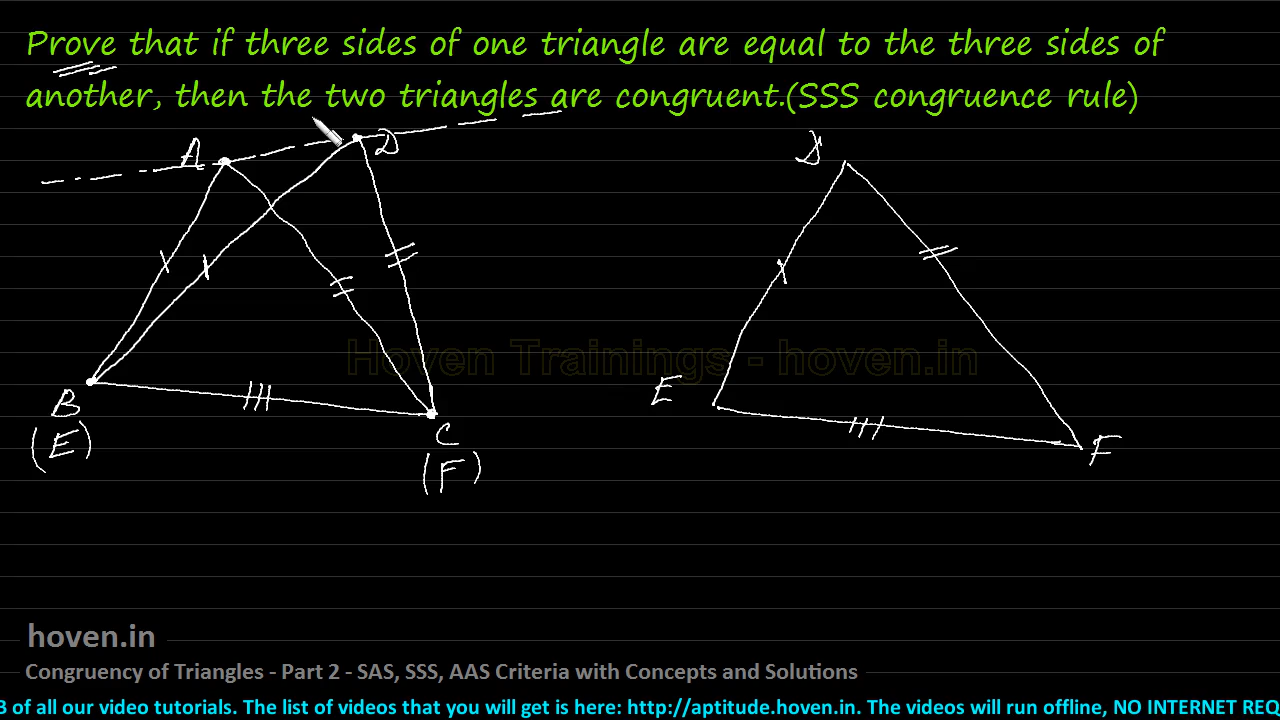 Prove that if three sides of one triangle are equal to the three sides of
another, then the two triangles are congruent.(SSS congruence rule)
A
D
D
B
(E)
C
(F)
E
F
Hoven Trainings - hoven.in
hoven.in
Congruency of Triangles - Part 2 - SAS, SSS, AAS Criteria with Concepts and Solutions
B of all our video tutorials. The list of videos that you will get is here: http://aptitude.hoven.in. The videos will run offline, NO INTERNET REQ